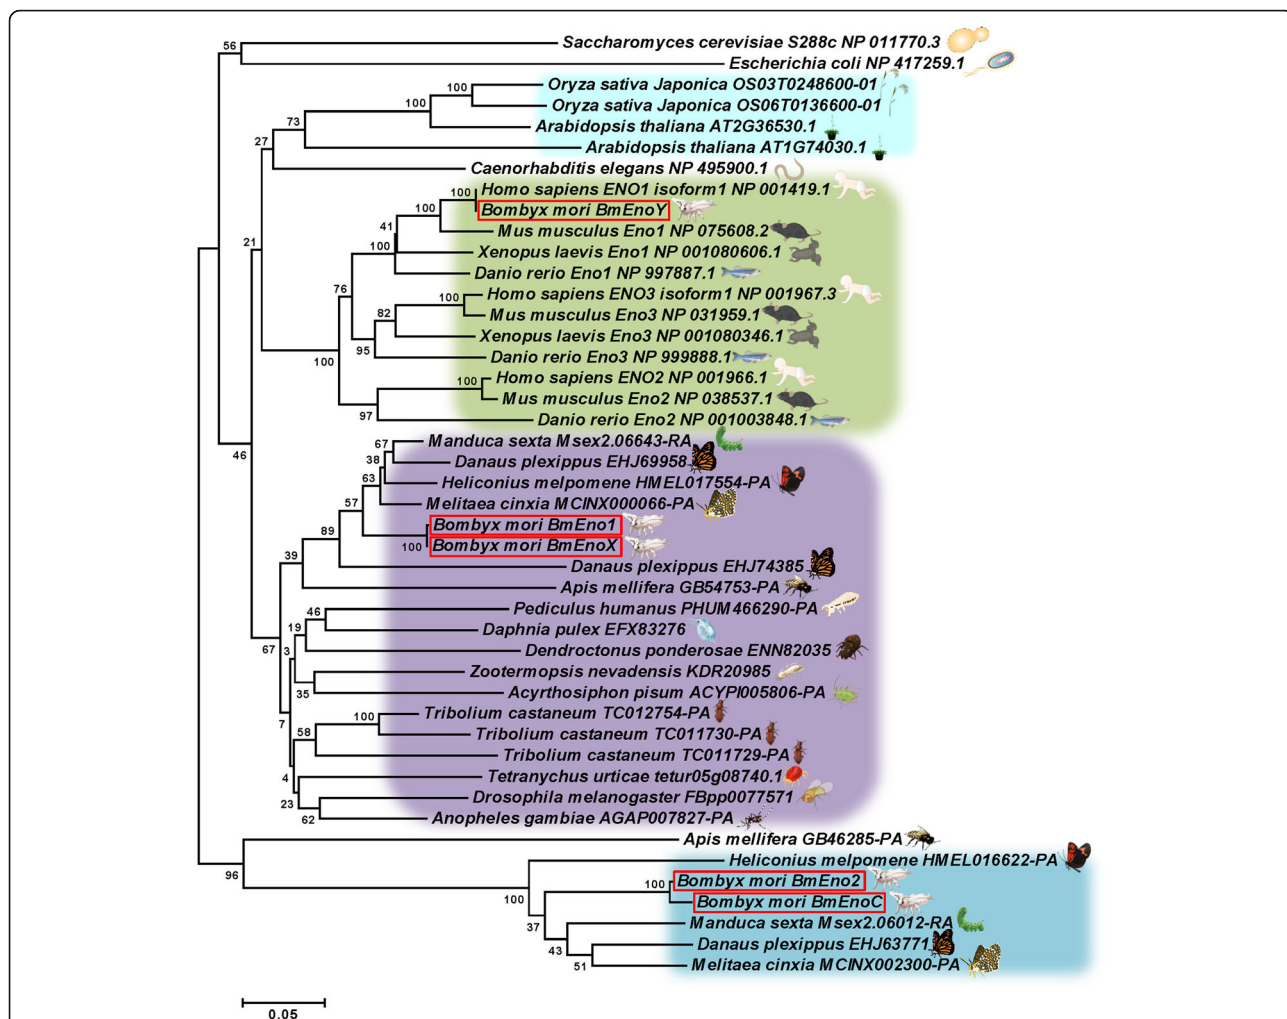 Saccharomyces cerevisiae S288c NP 011770.3
56
Escherichia coli NP 417259.1
Oryza sativa Japonica OS03T0248600-01
100
Oryza sativa Japonica OS06T0136600-01
100
Arabidopsis thaliana AT2G36530.1
73
Arabidopsis thaliana AT1G74030.1
27
Caenorhabditis elegans NP 495900.1
Homo sapiens ENO1 isoform1 NP 001419.1
100
Bombyx mori BmEnoY
100
Mus musculus Eno1 NP 075608.2
41
21
Xenopus laevis Eno1 NP 001080606.1
100
Danio rerio Eno1 NP 997887.1
76
Homo sapiens ENO3 isoform1 NP 001967.3
100
Mus musculus Eno3 NP 031959.1
82
Xenopus laevis Eno3 NP 001080346.1
95
Danio rerio Eno3 NP 999888.1
100
Homo sapiens ENO2 NP 001966.1
100
Mus musculus Eno2 NP 038537.1
97
Danio rerio Eno2 NP 001003848.1
67
Manduca sexta Msex2.06643-RA
46
38
Danaus plexippus EHJ69958
63
Heliconius melpomene HMEL017554-PA
57
Melitaea cinxia MCINX000066-PA
Bombyx mori BmEno1
89
100
Bombyx mori BmEnoX
39
Danaus plexippus EHJ74385
Apis mellifera GB54753-PA
46
Pediculus humanus PHUM466290-PA
19
Daphnia pulex EFX83276
67
3
Dendroctonus ponderosae ENN82035
Zootermopsis nevadensis KDR20985
35
Acyrthosiphon pisum ACYPI005806-PA
7
100
Tribolium castaneum TC012754-PA
58
Tribolium castaneum TC011730-PA
Tribolium castaneum TC011729-PA
4
Tetranychus urticae tetur05g08740.1
23
Drosophila melanogaster FBpp0077571
62
Anopheles gambiae AGAP007827-PA
Apis mellifera GB46285-PA
96
Heliconius melpomene HMEL016622-PA
100
Bombyx mori BmEno2
100
Bombyx mori BmEnoC
37
Manduca sexta Msex2.06012-RA
43
Danaus plexippus EHJ63771
51
Melitaea cinxia MCINX002300-PA
0.05